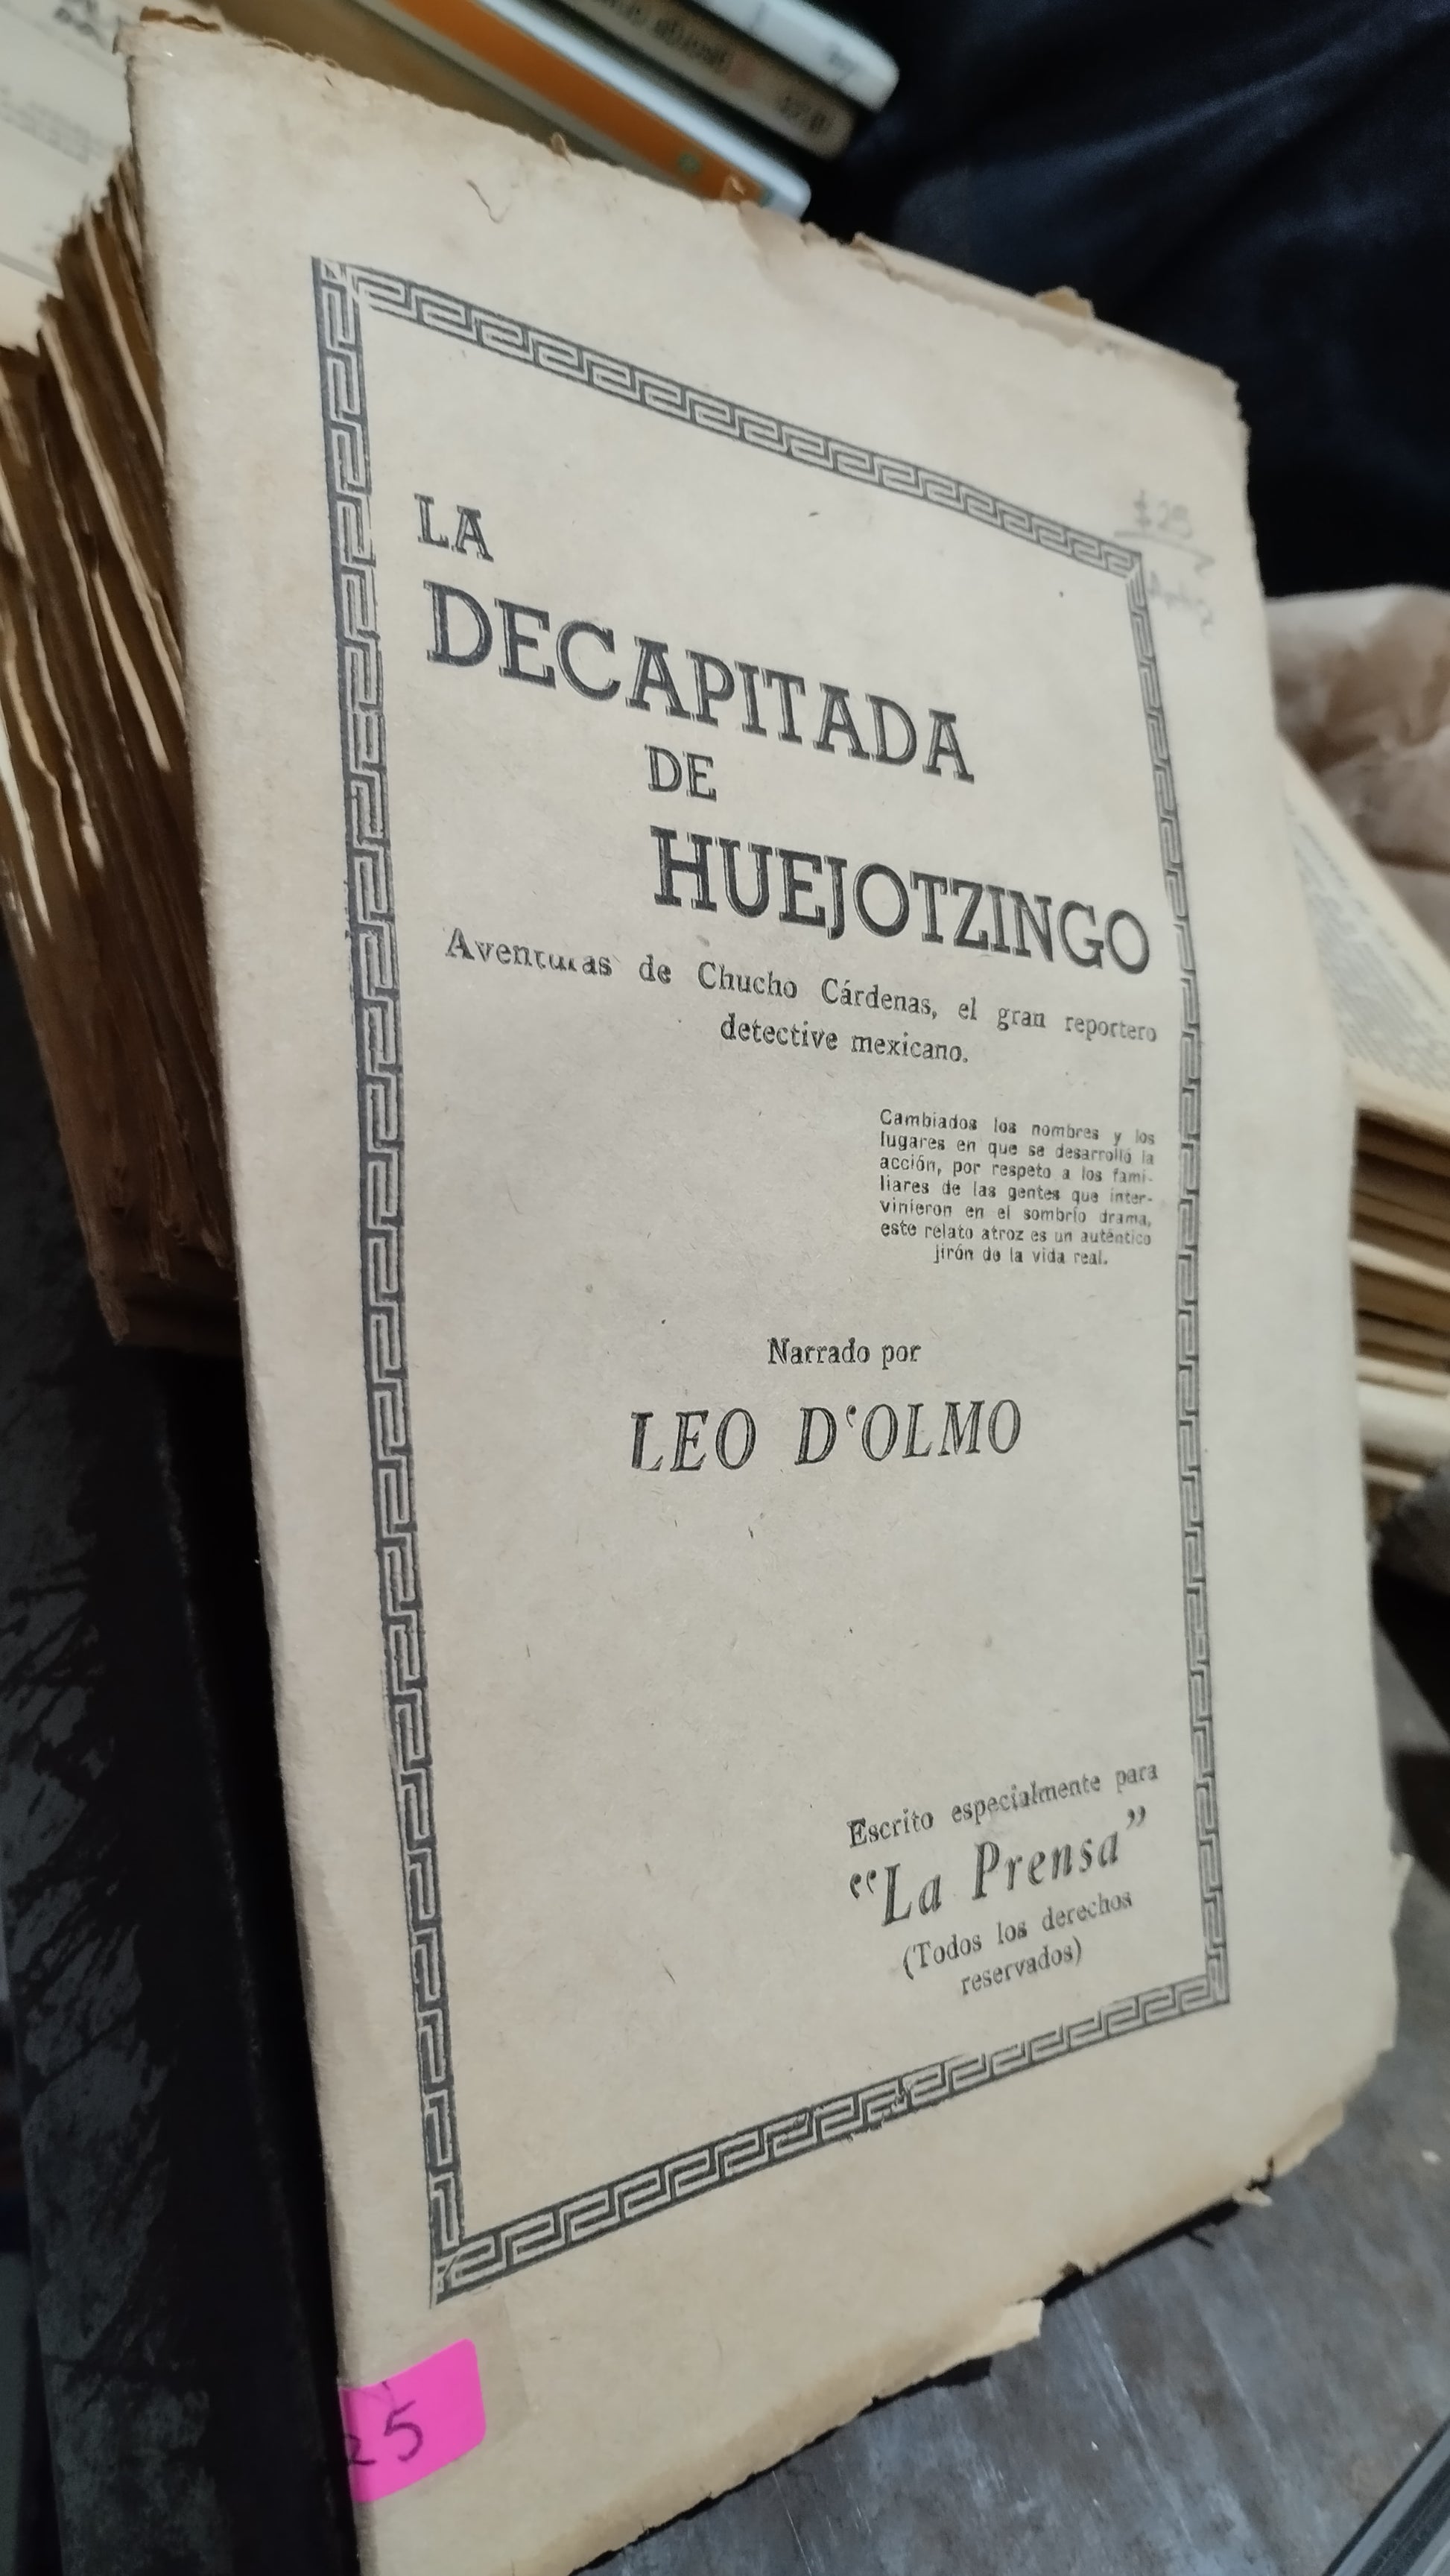 $25
LA
DECAPITADA
DE
HUEJOTZINGO
Aventuras de Chucho Cárdenas, el gran reportero
detective mexicano.
Cambiados los nombres y los
lugares en que se desarrolló la
acción, por respeto a los fami-
liares de las gentes que inter-
vinieron en el sombrío drama,
este relato atroz es un auténtico
jirón de la vida real.
Narrado por
LEO D'OLMO
Escrito especialmente para
"La Prensa"
(Todos los derechos
reservados)
25